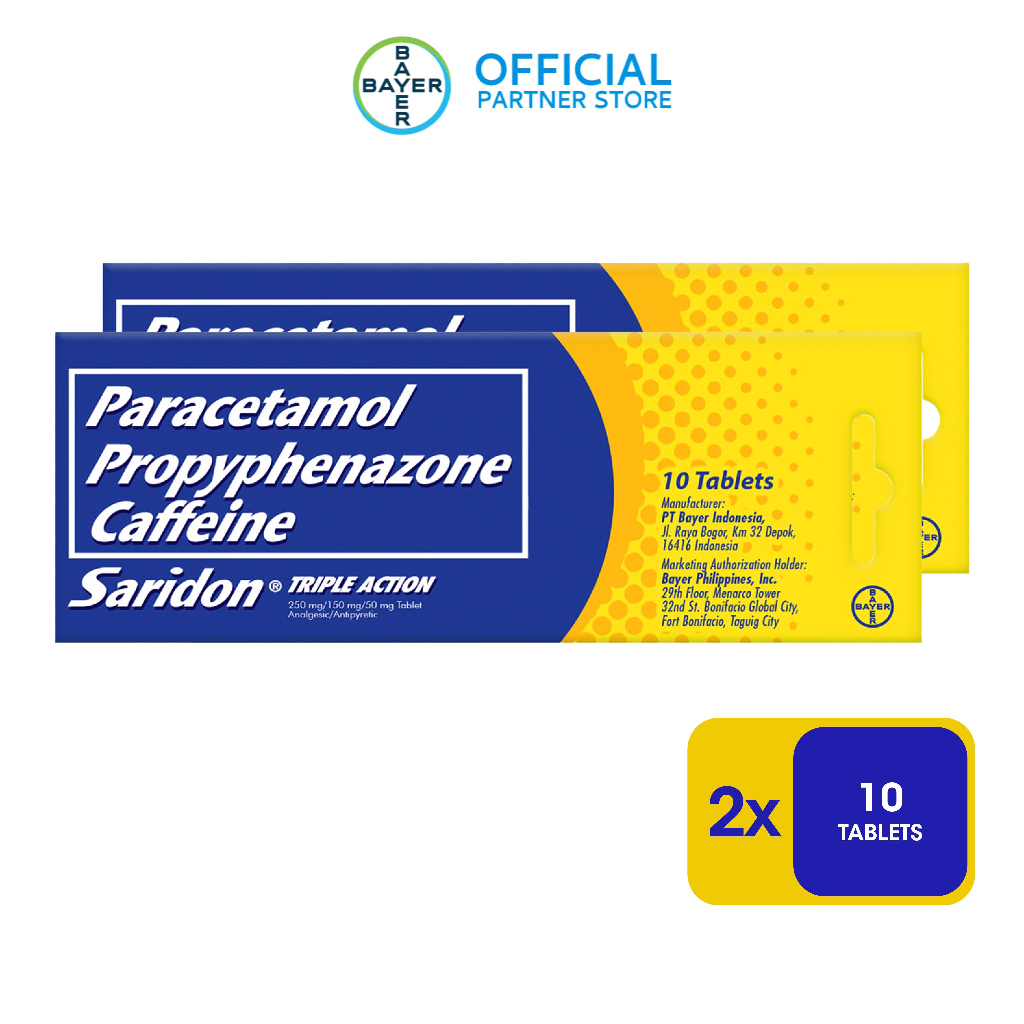 BAYER
BAYER
OFFICIAL
PARTNER STORE
Paracetamol
Paracetamol
Propyphenazone
Caffeine
Saridon® TRIPLE ACTION
250 mg/150 mg/50 mg Tablet
Analgesic/Antipyretic
10 Tablets
Manufacturer:
PT Bayer Indonesia,
Jl. Raya Bogor, Km 32 Depok,
16416 Indonesia
Marketing Authorization Holder:
Bayer Philippines, Inc.
29th Floor, Menarco Tower
32nd St. Bonifacio Global City,
Fort Bonifacio, Taguig City
BAYER
BAYER
ER
2x
10
TABLETS